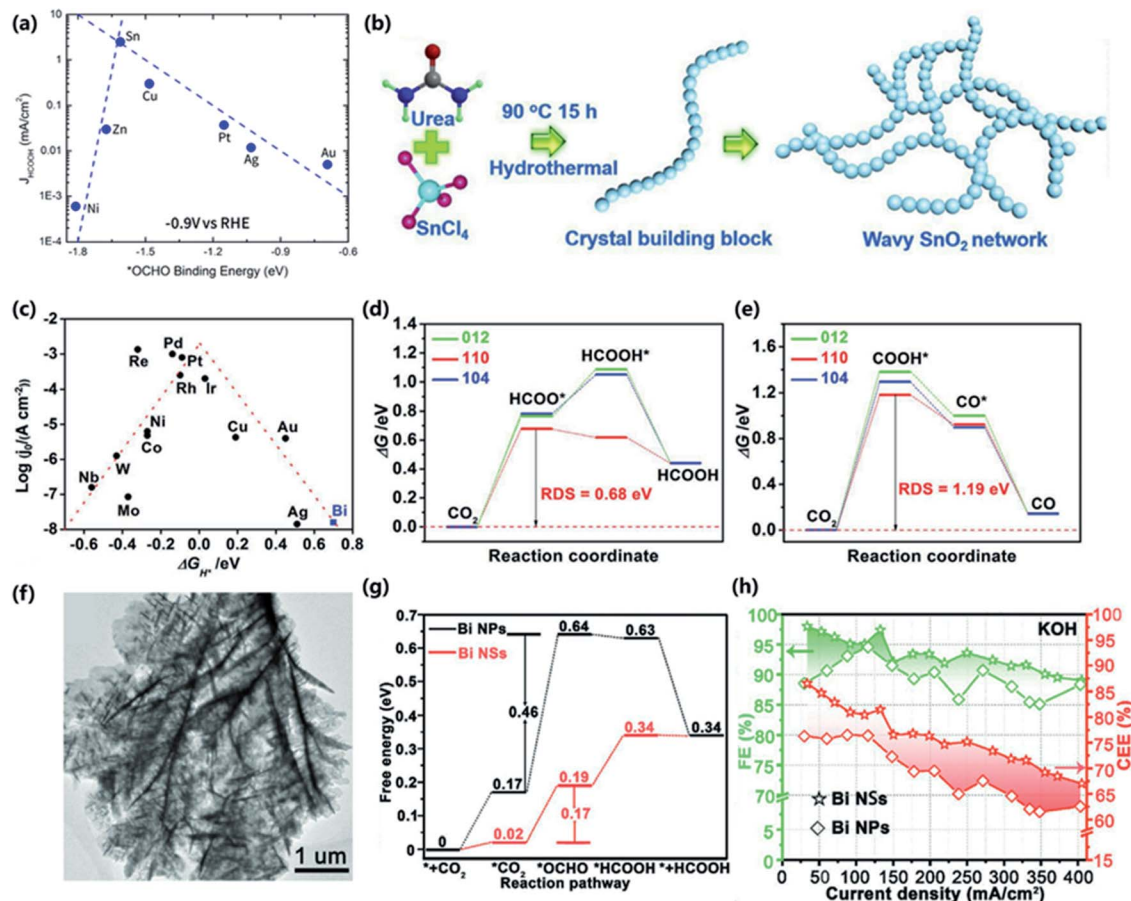 (a)
J_HCOOH (mA/cm²)
10
1
0.1
0.01
1E-3
1E-4
Sn
Cu
Zn
Pt
Ag
Au
Ni
-0.9V vs RHE
-1.8
-1.5
-1.2
-0.9
-0.6
*OCHO Binding Energy (eV)
(b)
Urea
SnCl₄
90 °C 15 h
Hydrothermal
Crystal building block
Wavy SnO₂ network
(c)
Log (j₀/(A cm⁻²))
-2
-3
-4
-5
-6
-7
-8
Re
Pd
Pt
Rh
Ir
Ni
Co
Cu
Au
W
Nb
Mo
Ag
Bi
-0.6
-0.4
-0.2
0.0
0.2
0.4
0.6
0.8
ΔG_H* /eV
(d)
ΔG /eV
1.4
1.2
1.0
0.8
0.6
0.4
0.2
0.0
012
110
104
HCOOH*
HCOO*
HCOOH
RDS = 0.68 eV
CO₂
Reaction coordinate
(e)
ΔG /eV
1.8
1.5
1.2
0.9
0.6
0.3
0.0
012
110
104
COOH*
CO*
RDS = 1.19 eV
CO₂
CO
Reaction coordinate
(f)
1 um
(g)
Free energy (eV)
0.7
0.6
0.5
0.4
0.3
0.2
0.1
0.0
Bi NPs
Bi NSs
0.64
0.63
0.46
0.34
0.34
0.17
0.19
0.17
0.02
0
*+CO₂
*CO₂
*OCHO
*HCOOH
*+HCOOH
Reaction pathway
(h)
FE (%)
100
95
90
85
80
75
70
5
0
KOH
Bi NSs
Bi NPs
100
95
90
85
80
75
70
65
60
15
CEE (%)
50
100
150
200
250
300
350
400
Current density (mA/cm²)